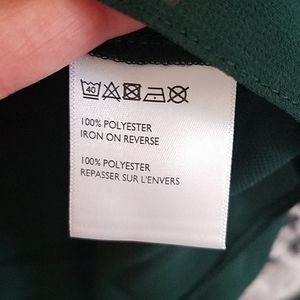 40
100% POLYESTER
IRON ON REVERSE
100% POLYESTER
REPASSER SUR L'ENVERS